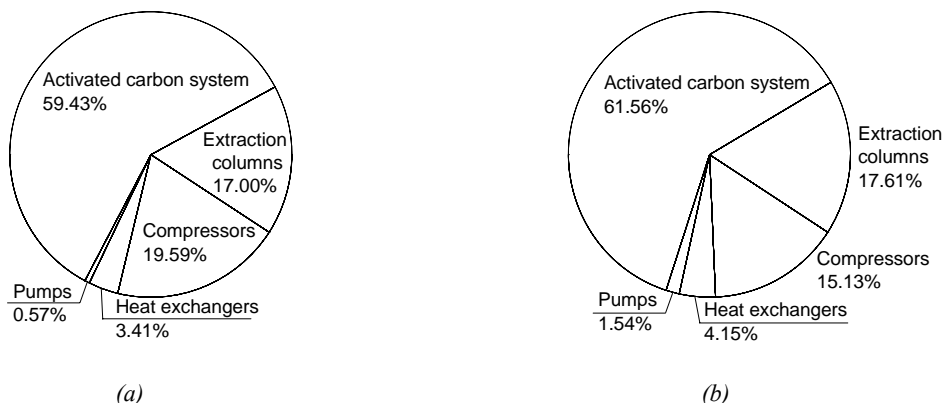 Activated carbon system
59.43%
Extraction
columns
17.00%
Compressors
19.59%
Pumps
0.57%
Heat exchangers
3.41%
(a)
Activated carbon system
61.56%
Extraction
columns
17.61%
Compressors
15.13%
Pumps
1.54%
Heat exchangers
4.15%
(b)